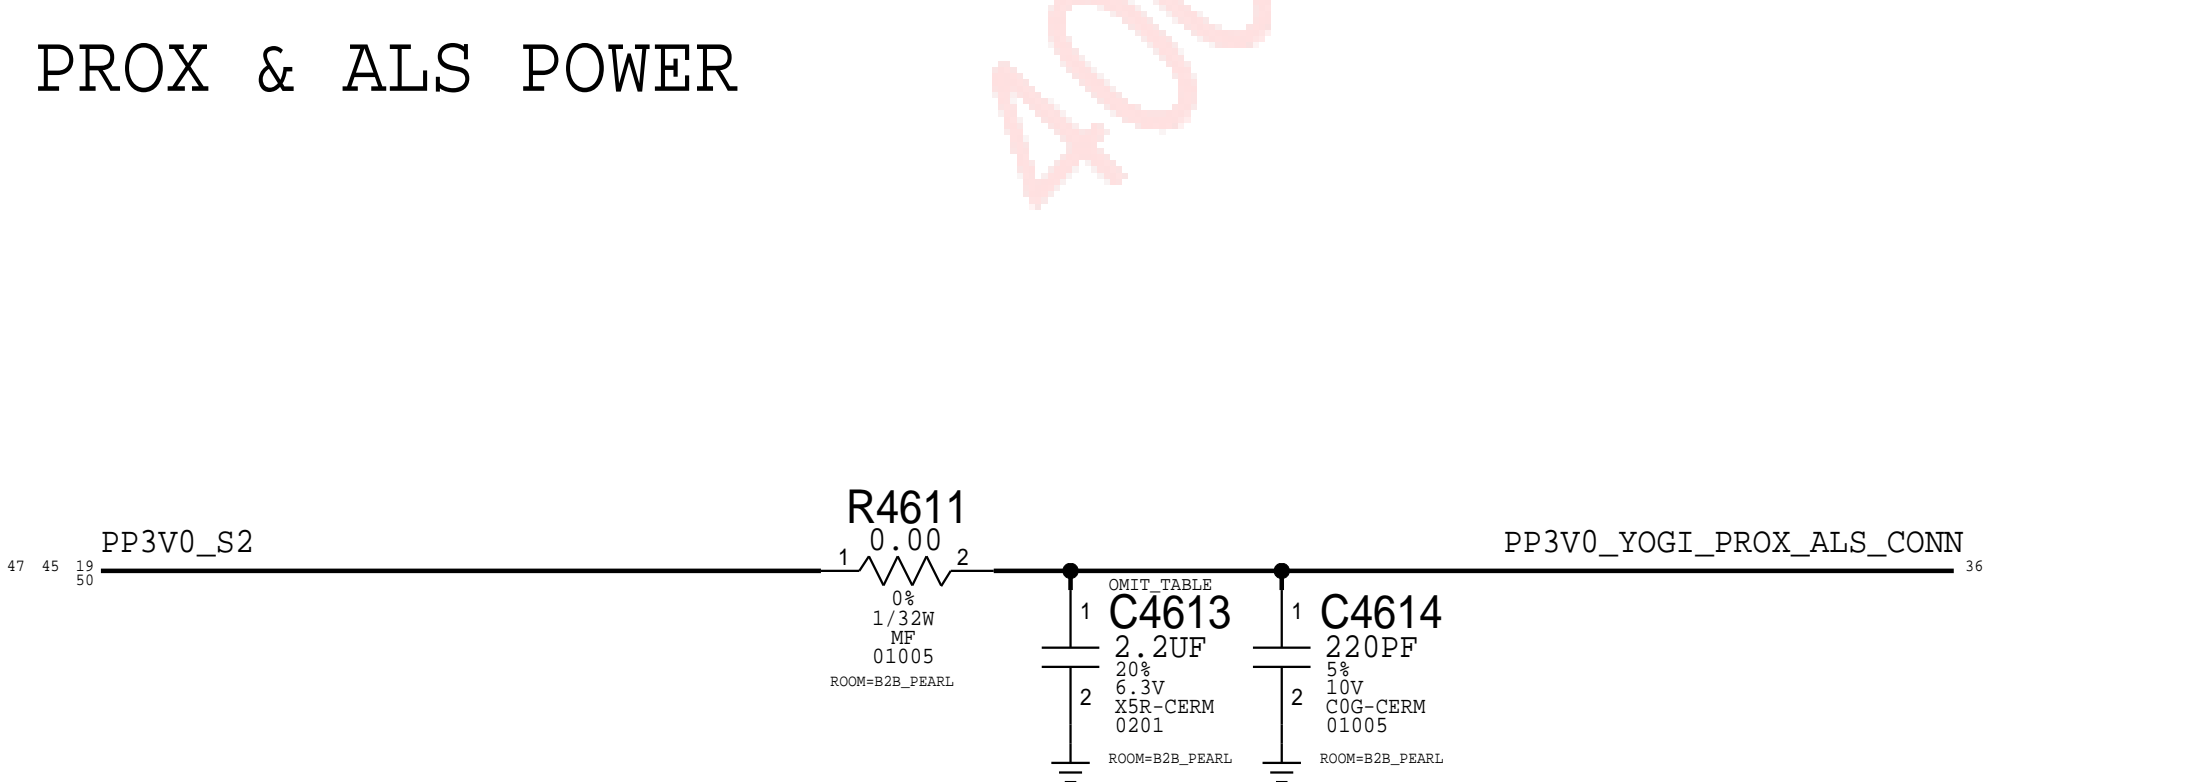 PROX & ALS POWER
400
R4611
0.00
PP3V0_S2
PP3V0_YOGI_PROX_ALS_CONN
1
2
47 45 19
50
36
0%
1/32W
MF
01005
ROOM=B2B_PEARL
OMIT_TABLE
1
C4613
2.2UF
20%
6.3V
2
X5R-CERM
0201
ROOM=B2B_PEARL
1
C4614
220PF
5%
10V
2
C0G-CERM
01005
ROOM=B2B_PEARL